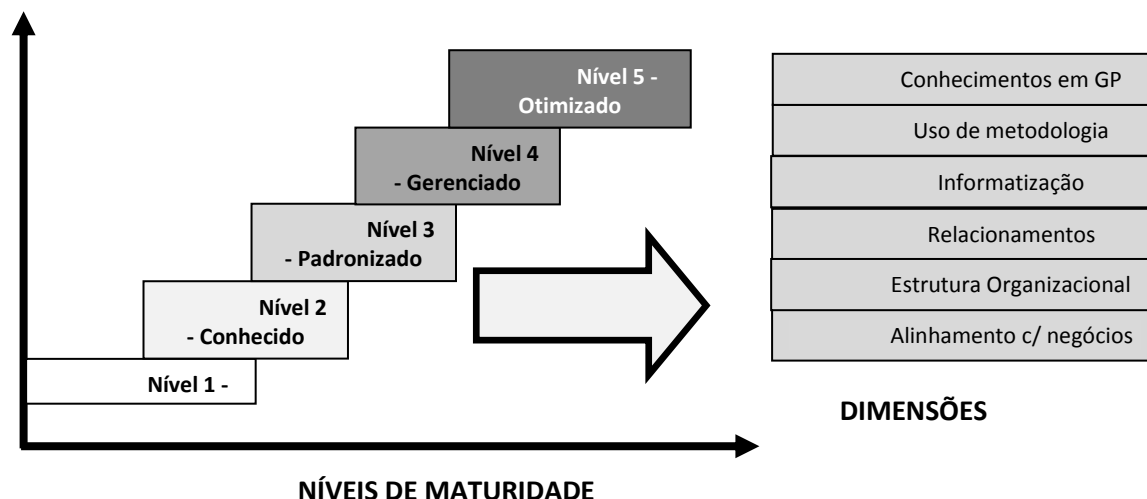 Nível 5 -
Otimizado
Nível 4
- Gerenciado
Nível 3
- Padronizado
Nível 2
- Conhecido
Nível 1 -
NÍVEIS DE MATURIDADE
Conhecimentos em GP
Uso de metodologia
Informatização
Relacionamentos
Estrutura Organizacional
Alinhamento c/ negócios
DIMENSÕES